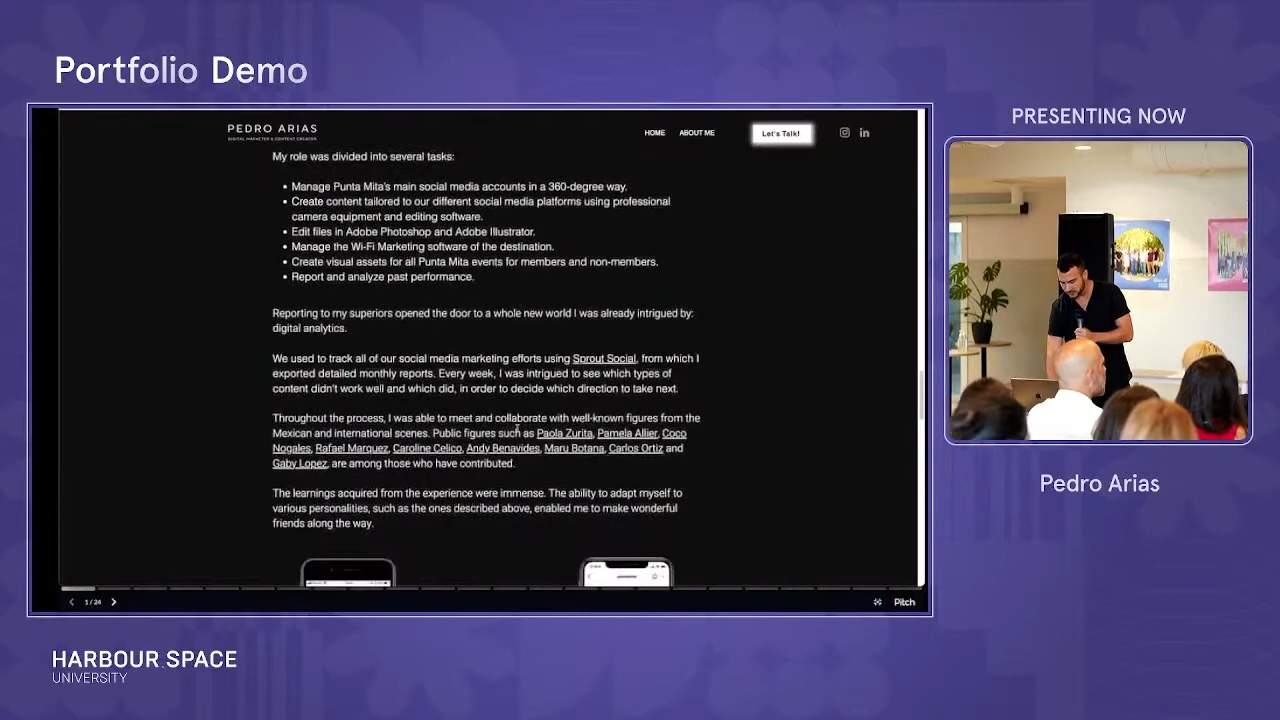 Portfolio Demo
PRESENTING NOW
PEDRO ARIAS
DIGITAL MARKETER & CONTENT CREATOR
HOME
ABOUT ME
Let's Talk!
My role was divided into several tasks:
• Manage Punta Mita's main social media accounts in a 360-degree way.
• Create content tailored to our different social media platforms using professional
camera equipment and editing software.
• Edit files in Adobe Photoshop and Adobe Illustrator.
• Manage the Wi-Fi Marketing software of the destination.
• Create visual assets for all Punta Mita events for members and non-members.
• Report and analyze past performance.
Reporting to my superiors opened the door to a whole new world I was already intrigued by:
digital analytics.
We used to track all of our social media marketing efforts using Sprout Social, from which I
exported detailed monthly reports. Every week, I was intrigued to see which types of
content didn't work well and which did, in order to decide which direction to take next.
Throughout the process, I was able to meet and collaborate with well-known figures from the
Mexican and international scenes. Public figures such as Paola Zurita, Pamela Allier, Coco
Nogales, Rafael Marquez, Caroline Celico, Andy Benavides, Maru Botana, Carlos Ortiz and
Gaby Lopez, are among those who have contributed.
The learnings acquired from the experience were immense. The ability to adapt myself to
various personalities, such as the ones described above, enabled me to make wonderful
friends along the way.
1 / 24
Pitch
Pedro Arias
HARBOUR.SPACE
UNIVERSITY